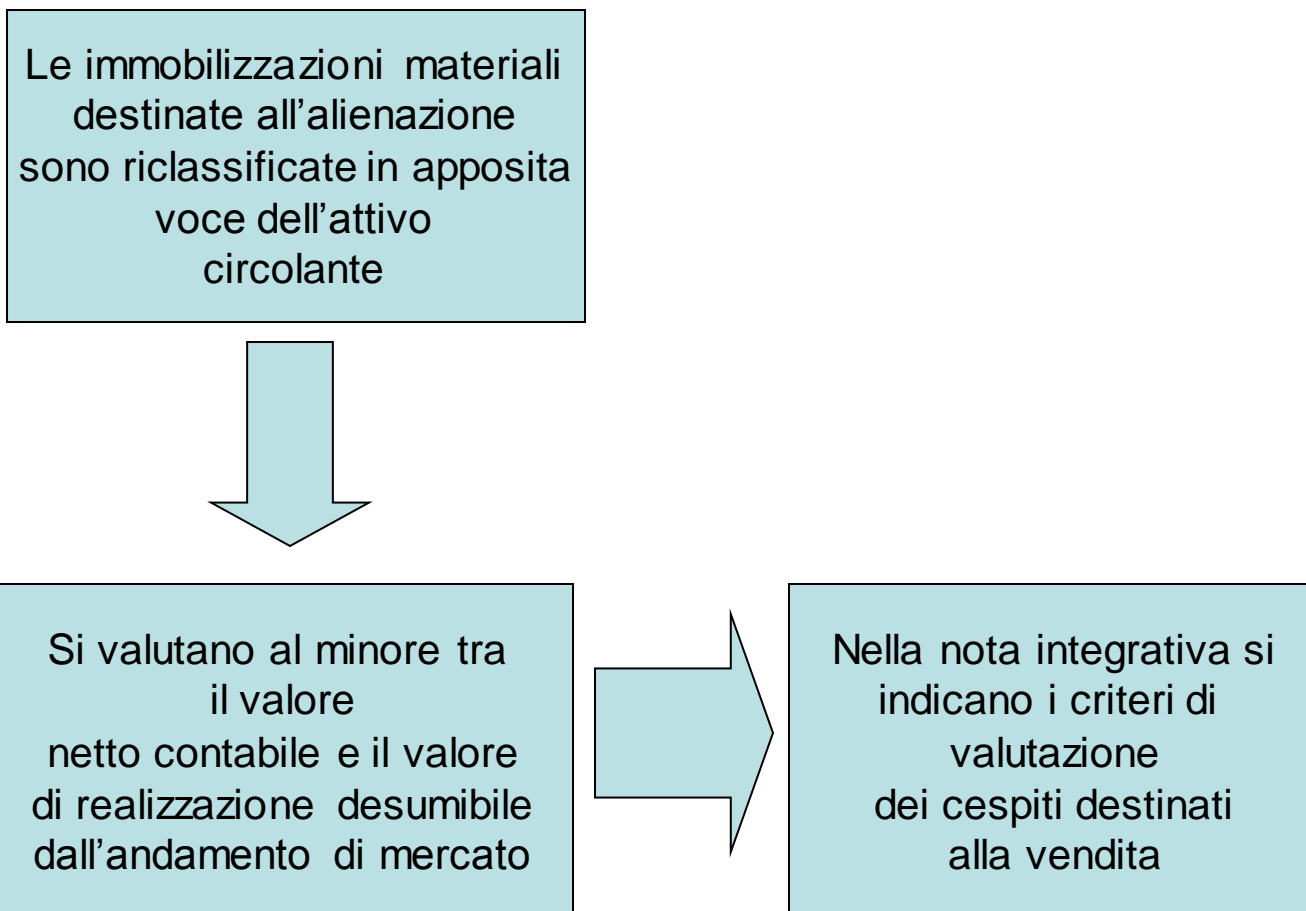 Le immobilizzazioni materiali
destinate all’alienazione
sono riclassificate in apposita
voce dell’attivo
circolante
Si valutano al minore tra
il valore
netto contabile e il valore
di realizzazione desumibile
dall’andamento di mercato
Nella nota integrativa si
indicano i criteri di
valutazione
dei cespiti destinati
alla vendita